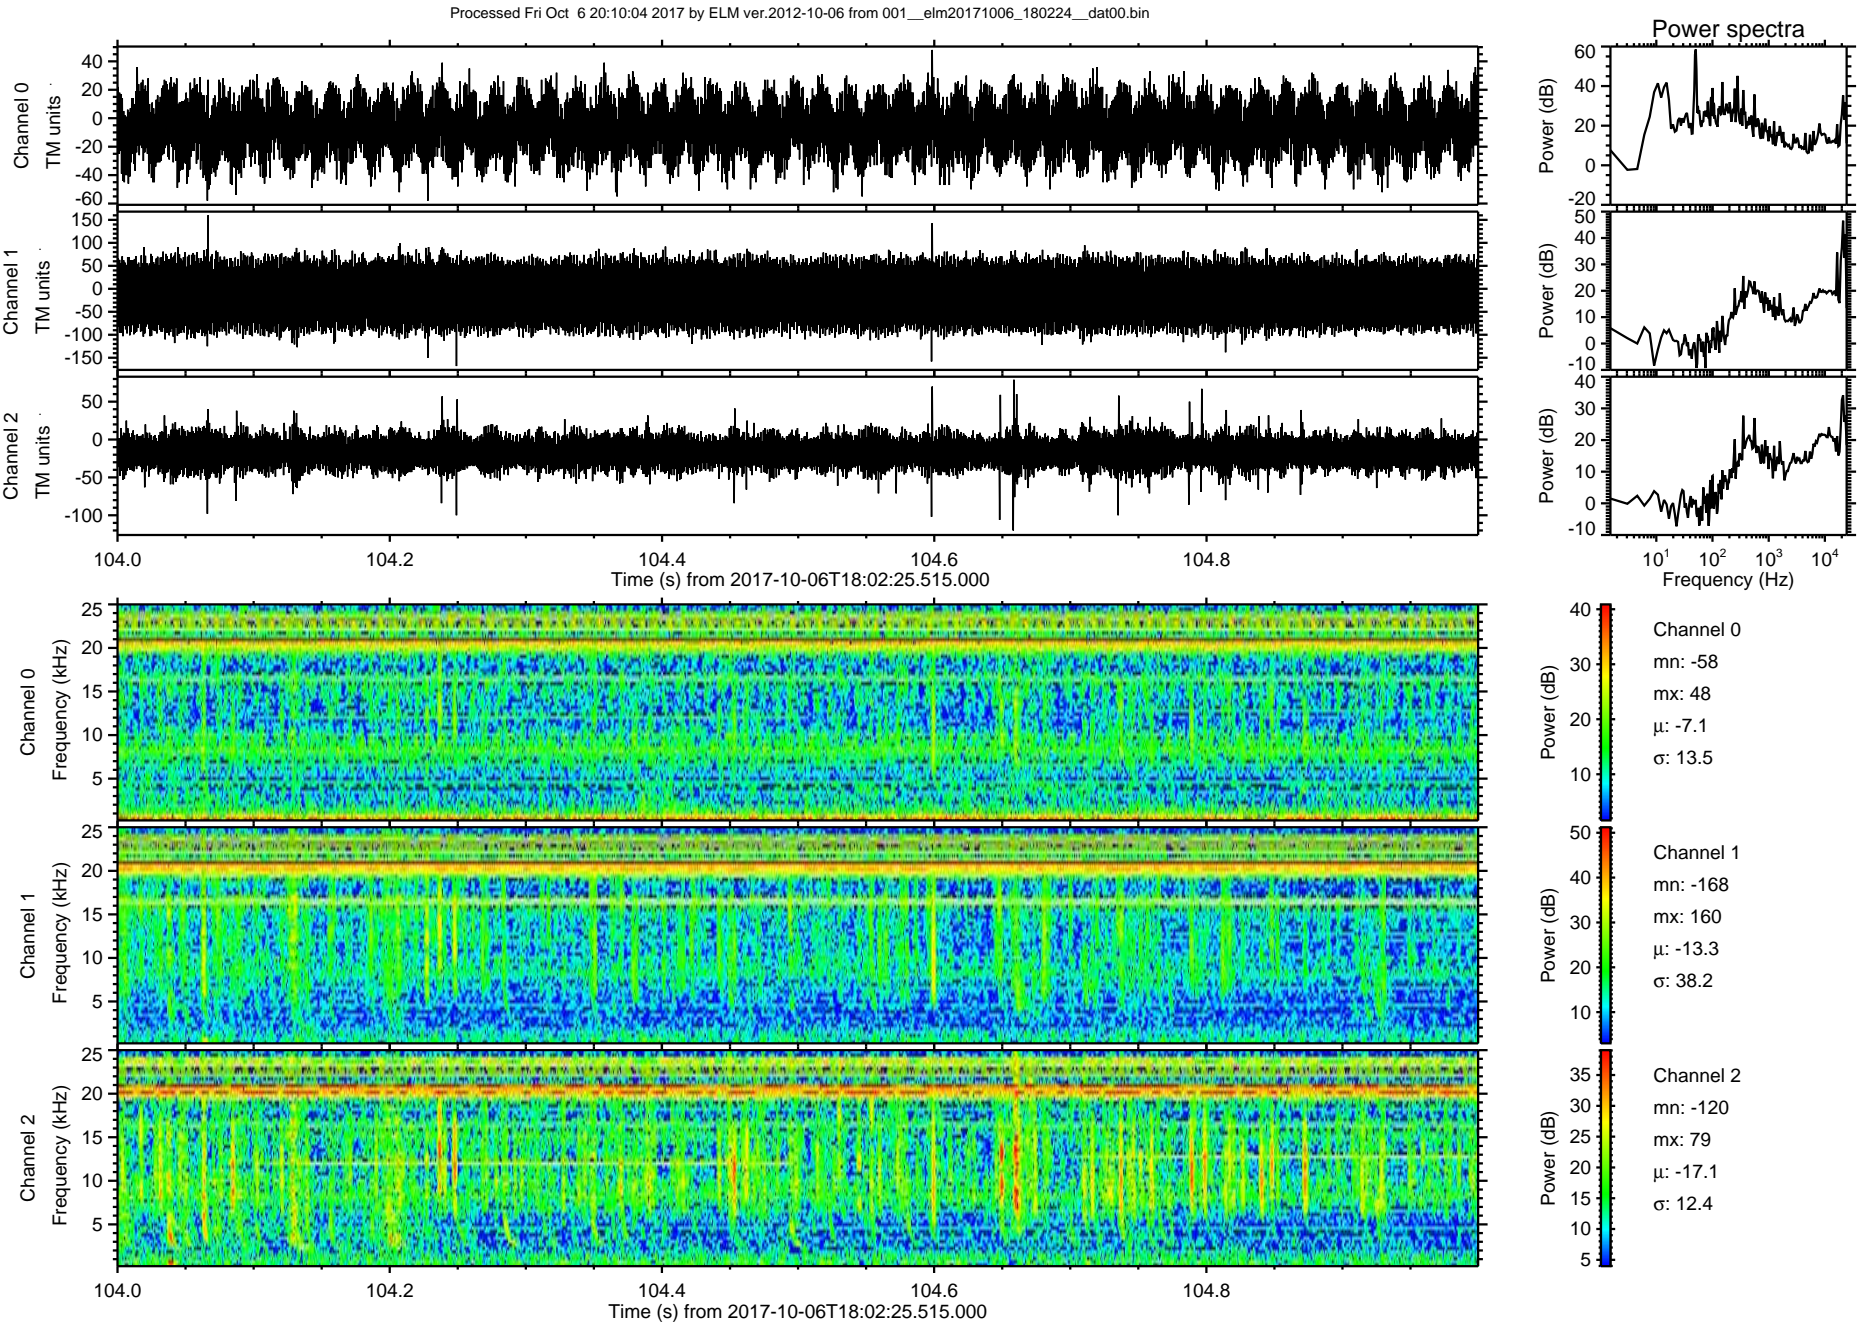 Processed Fri Oct  6 20:10:04 2017 by ELM ver.2012-10-06 from 001__elm20171006_180224__dat00.bin
Power spectra
Channel 0
TM units
40
20
0
-20
-40
-60
Power (dB)
60
40
20
0
-20
Channel 1
TM units
150
100
50
0
-50
-100
-150
Power (dB)
50
40
30
20
10
0
-10
Channel 2
TM units
50
0
-50
-100
Power (dB)
40
30
20
10
0
-10
104.0 104.2 104.4 104.6 104.8
Time (s) from 2017-10-06T18:02:25.515.000
10^1 10^2 10^3 10^4
Frequency (Hz)
Channel 0
Frequency (kHz)
25
20
15
10
5
Power (dB)
40
30
20
10
Channel 0
mn: -58
mx: 48
μ: -7.1
σ: 13.5
Channel 1
Frequency (kHz)
25
20
15
10
5
Power (dB)
50
40
30
20
10
Channel 1
mn: -168
mx: 160
μ: -13.3
σ: 38.2
Channel 2
Frequency (kHz)
25
20
15
10
5
Power (dB)
35
30
25
20
15
10
5
Channel 2
mn: -120
mx: 79
μ: -17.1
σ: 12.4
104.0 104.2 104.4 104.6 104.8
Time (s) from 2017-10-06T18:02:25.515.000